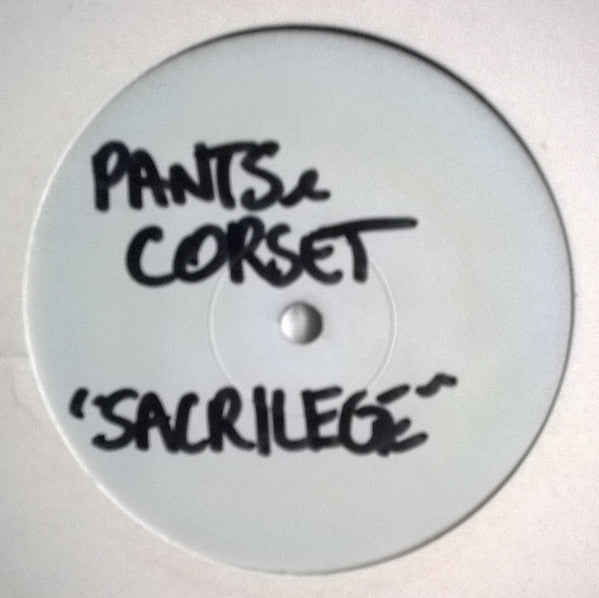 PANTS &
CORSET
"SACRILEGE"